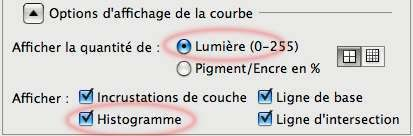 Options d'affichage de la courbe
Afficher la quantité de : Lumière (0-255)
Pigment/Encre en %
Afficher : Incrustations de couche Ligne de base
Histogramme Ligne d'intersection